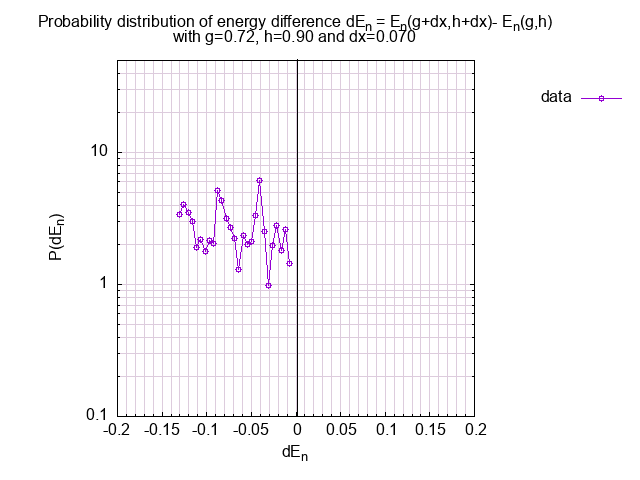 Probability distribution of energy difference dEn = En(g+dx,h+dx)- En(g,h)
with g=0.72, h=0.90 and dx=0.070
data
10
1
0.1
P(dEn)
-0.2 -0.15 -0.1 -0.05 0 0.05 0.1 0.15 0.2
dEn